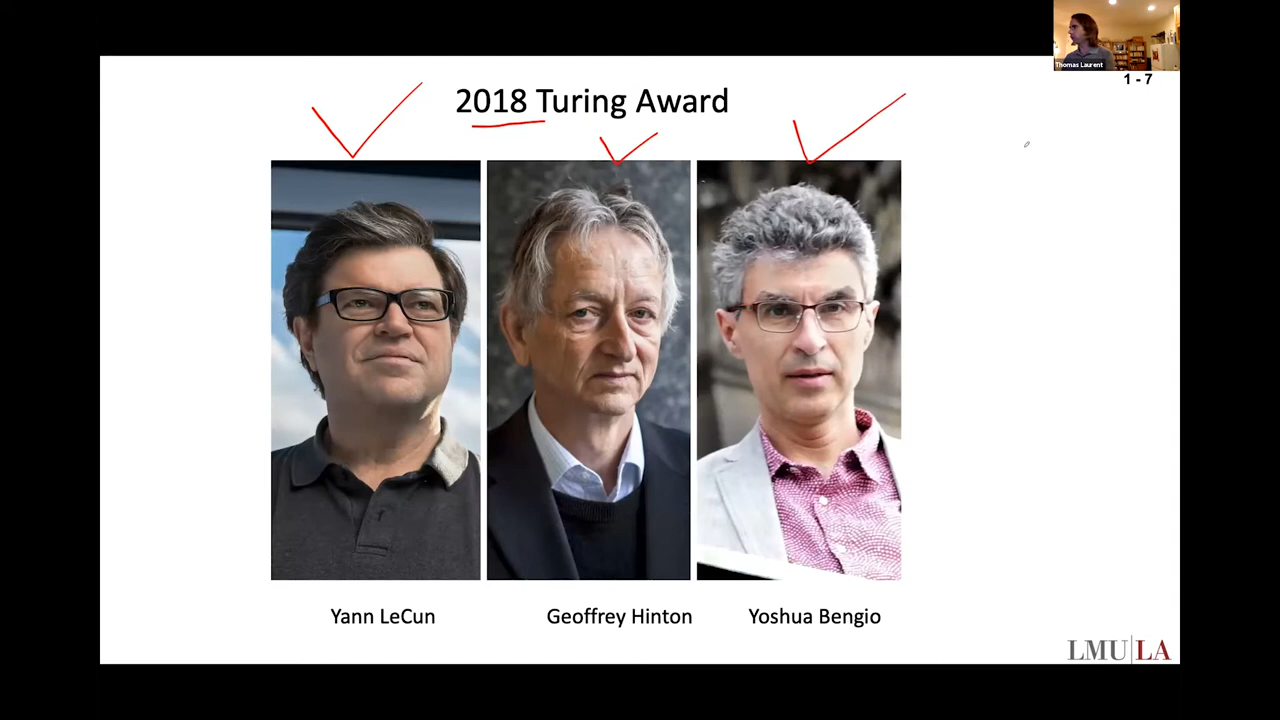 Thomas Laurent
1 - 7
2018 Turing Award
Yann LeCun
Geoffrey Hinton
Yoshua Bengio
LMU|LA